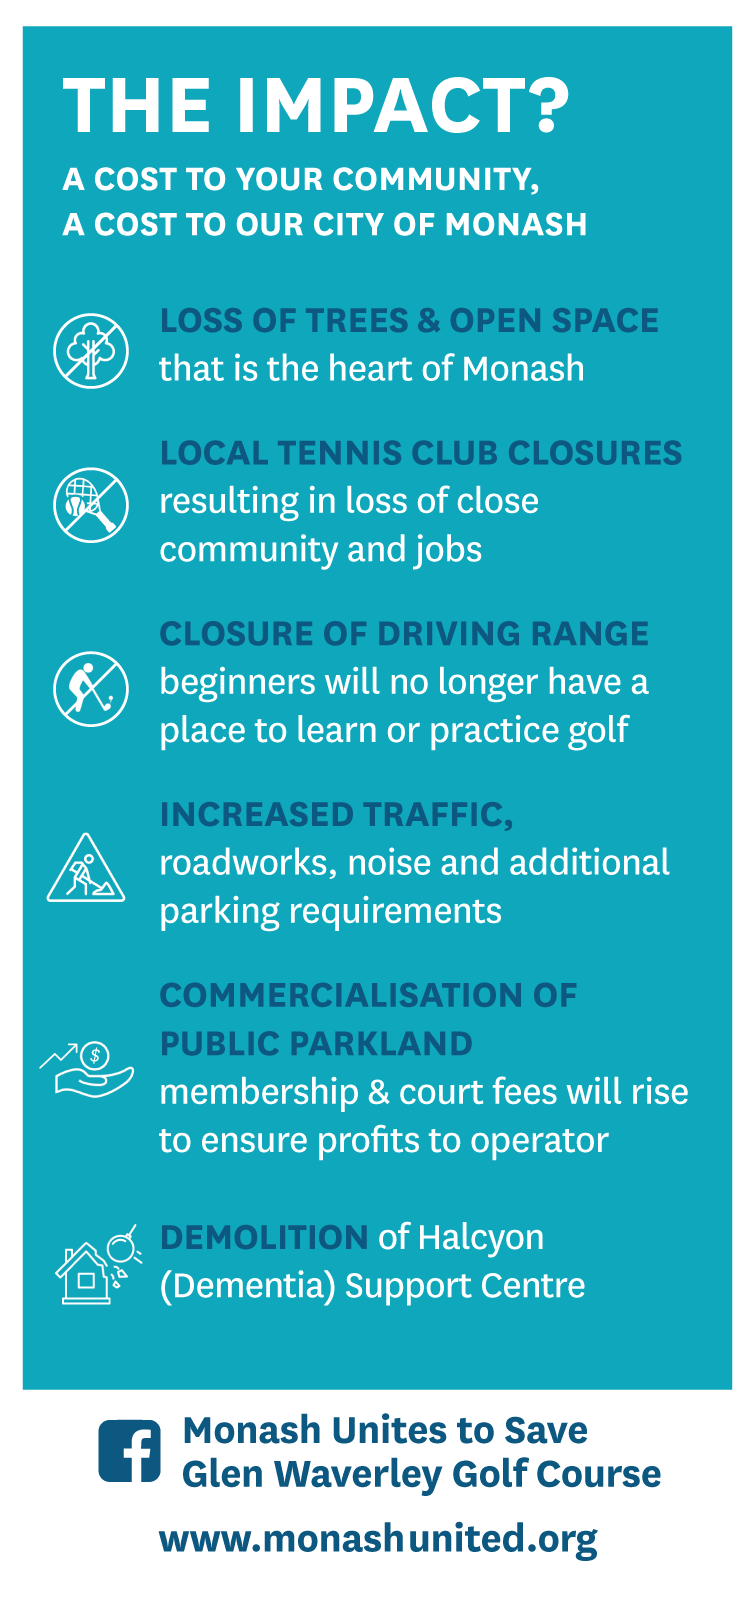 THE IMPACT?
A COST TO YOUR COMMUNITY,
A COST TO OUR CITY OF MONASH
LOSS OF TREES & OPEN SPACE
that is the heart of Monash
LOCAL TENNIS CLUB CLOSURES
resulting in loss of close
community and jobs
CLOSURE OF DRIVING RANGE
beginners will no longer have a
place to learn or practice golf
INCREASED TRAFFIC,
roadworks, noise and additional
parking requirements
COMMERCIALISATION OF
PUBLIC PARKLAND
$
membership & court fees will rise
to ensure profits to operator
DEMOLITION of Halcyon
(Dementia) Support Centre
f
Monash Unites to Save
Glen Waverley Golf Course
www.monashunited.org